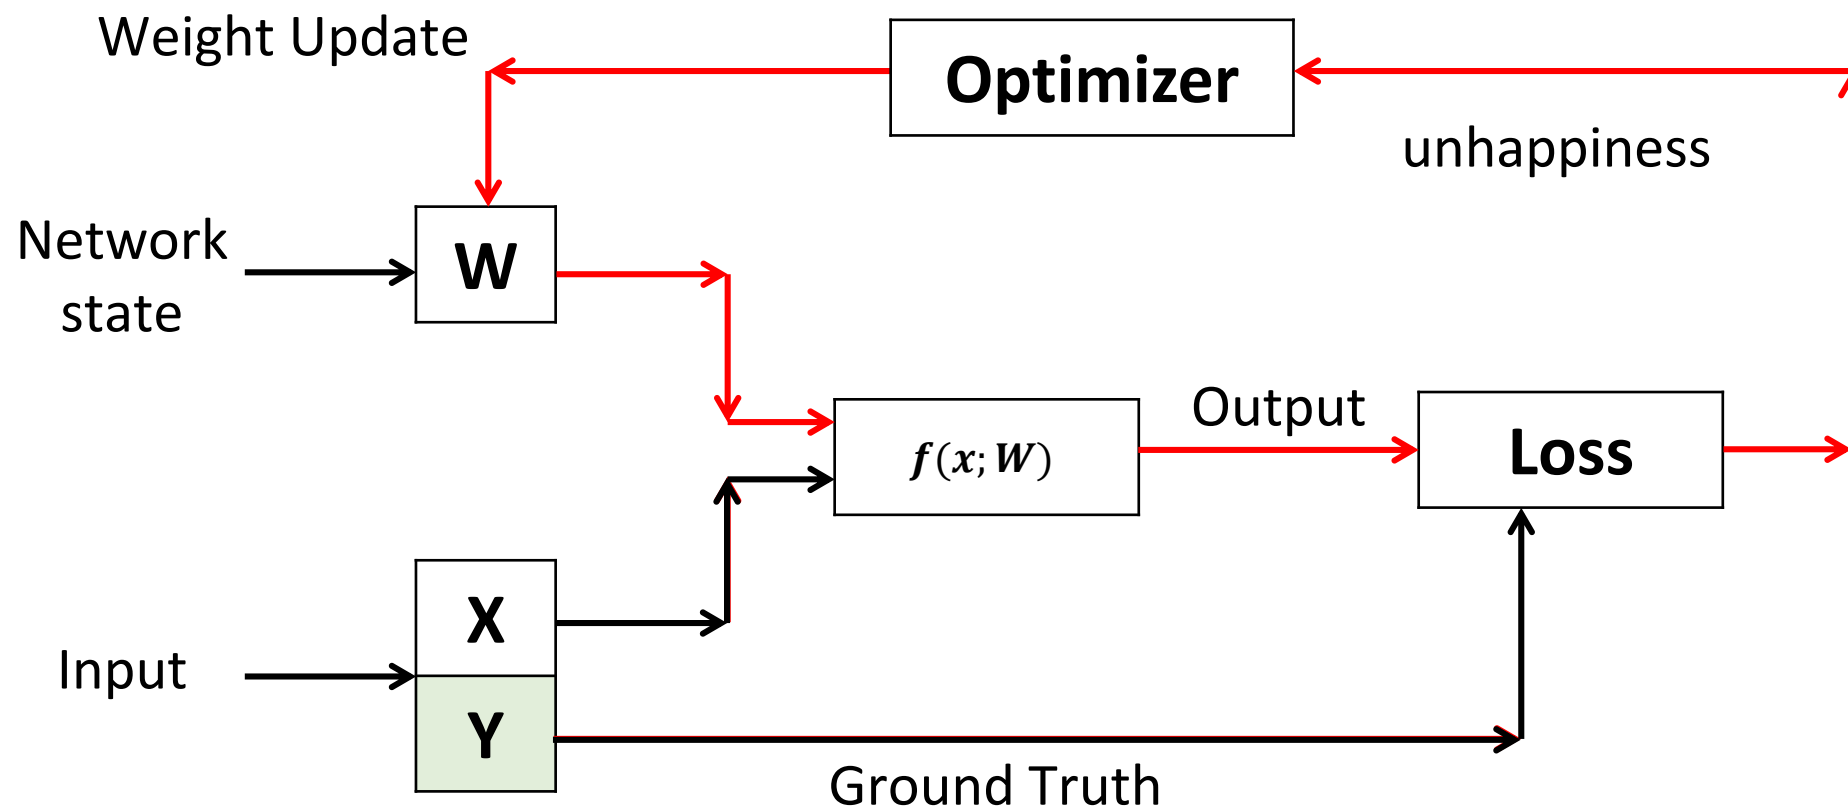 Weight Update
Optimizer
unhappiness
Network
state
W
Output
f(x; W)
Loss
X
Input
Y
Ground Truth